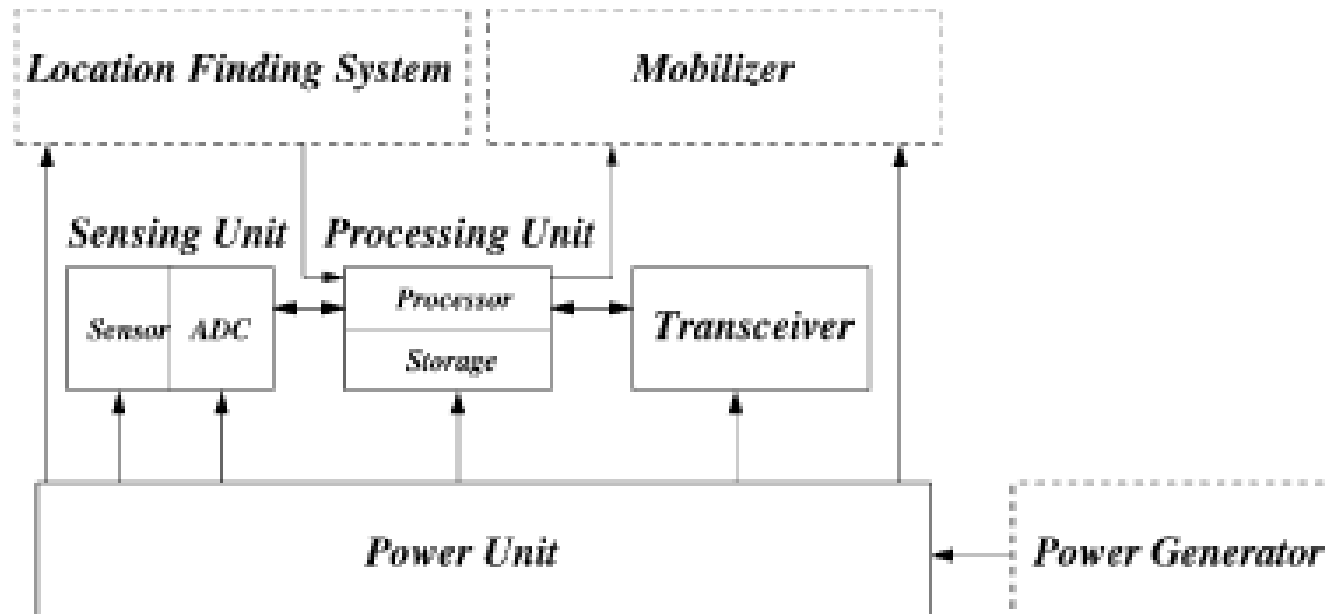 Location Finding System
Mobilizer
Sensing Unit
Processing Unit
Sensor
ADC
Processor
Storage
Transceiver
Power Unit
Power Generator